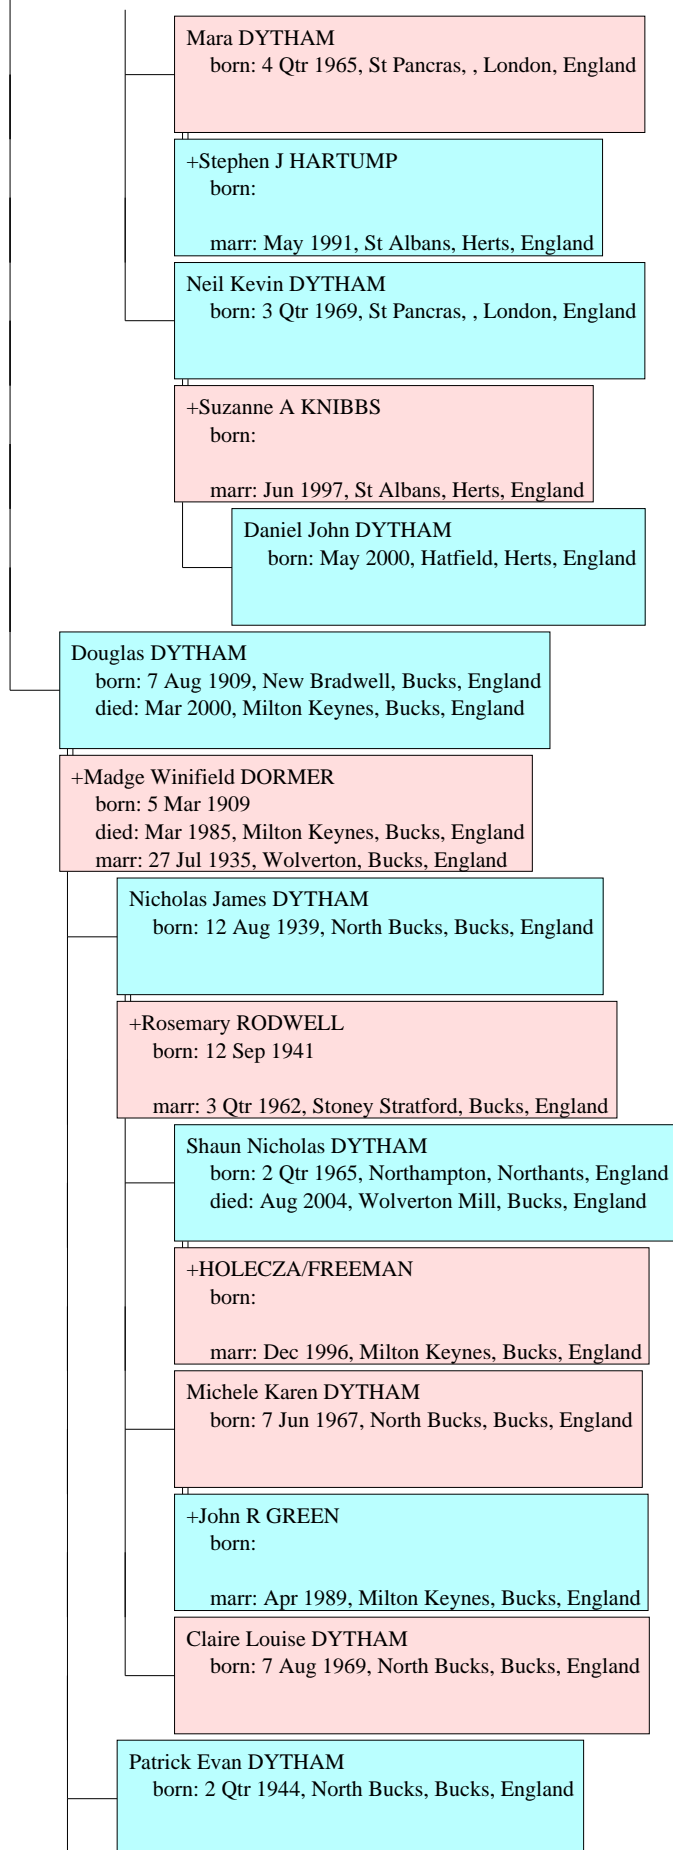 Mara DYTHAM
born: 4 Qtr 1965, St Pancras, , London, England
+Stephen J HARTUMP
born:
marr: May 1991, St Albans, Herts, England
Neil Kevin DYTHAM
born: 3 Qtr 1969, St Pancras, , London, England
+Suzanne A KNIBBS
born:
marr: Jun 1997, St Albans, Herts, England
Daniel John DYTHAM
born: May 2000, Hatfield, Herts, England
Douglas DYTHAM
born: 7 Aug 1909, New Bradwell, Bucks, England
died: Mar 2000, Milton Keynes, Bucks, England
+Madge Winifield DORMER
born: 5 Mar 1909
died: Mar 1985, Milton Keynes, Bucks, England
marr: 27 Jul 1935, Wolverton, Bucks, England
Nicholas James DYTHAM
born: 12 Aug 1939, North Bucks, Bucks, England
+Rosemary RODWELL
born: 12 Sep 1941
marr: 3 Qtr 1962, Stoney Stratford, Bucks, England
Shaun Nicholas DYTHAM
born: 2 Qtr 1965, Northampton, Northants, England
died: Aug 2004, Wolverton Mill, Bucks, England
+HOLECZA/FREEMAN
born:
marr: Dec 1996, Milton Keynes, Bucks, England
Michele Karen DYTHAM
born: 7 Jun 1967, North Bucks, Bucks, England
+John R GREEN
born:
marr: Apr 1989, Milton Keynes, Bucks, England
Claire Louise DYTHAM
born: 7 Aug 1969, North Bucks, Bucks, England
Patrick Evan DYTHAM
born: 2 Qtr 1944, North Bucks, Bucks, England